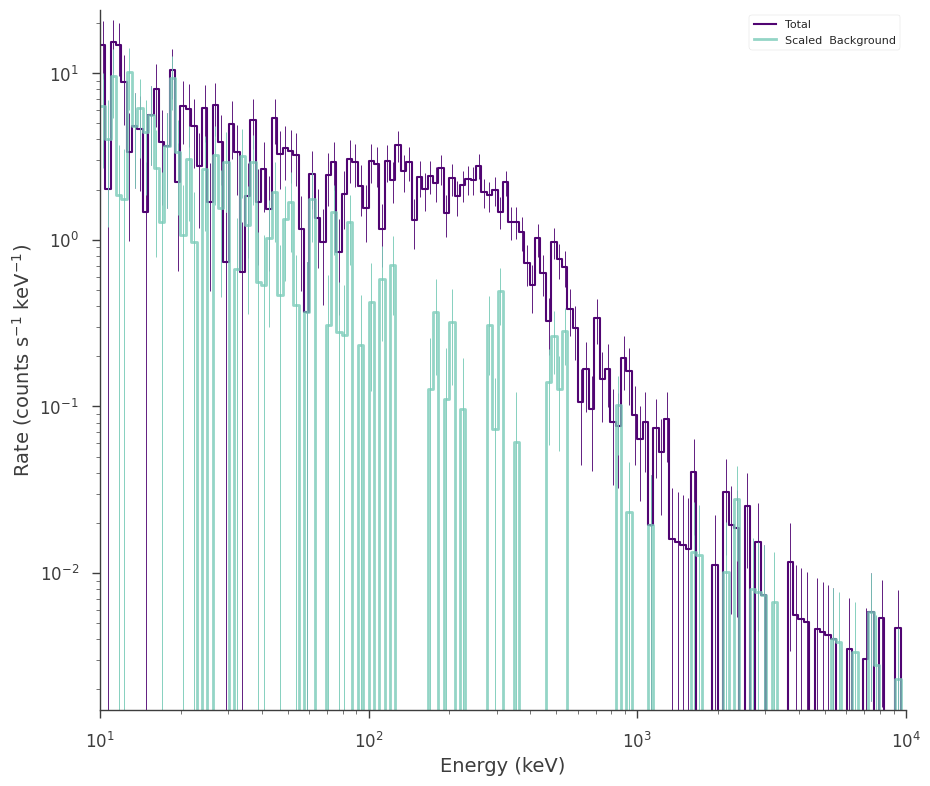 Total
Scaled  Background
10¹
10⁰
10⁻¹
10⁻²
Rate (counts s⁻¹ keV⁻¹)
10¹ 10² 10³ 10⁴
Energy (keV)